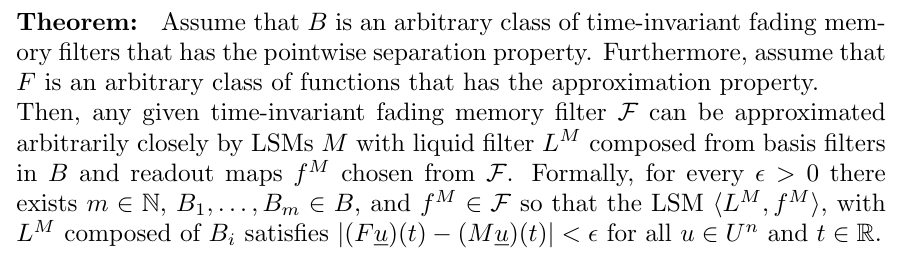 Theorem: Assume that B is an arbitrary class of time-invariant fading mem-
ory filters that has the pointwise separation property. Furthermore, assume that
F is an arbitrary class of functions that has the approximation property.
Then, any given time-invariant fading memory filter ℱ can be approximated
arbitrarily closely by LSMs M with liquid filter L^M composed from basis filters
in B and readout maps f^M chosen from ℱ. Formally, for every ϵ > 0 there
exists m ∈ ℕ, B_1, . . . , B_m ∈ B, and f^M ∈ ℱ so that the LSM ⟨L^M, f^M⟩, with
L^M composed of B_i satisfies |(Fu̲)(t) − (Mu̲)(t)| < ϵ for all u ∈ U^n and t ∈ ℝ.